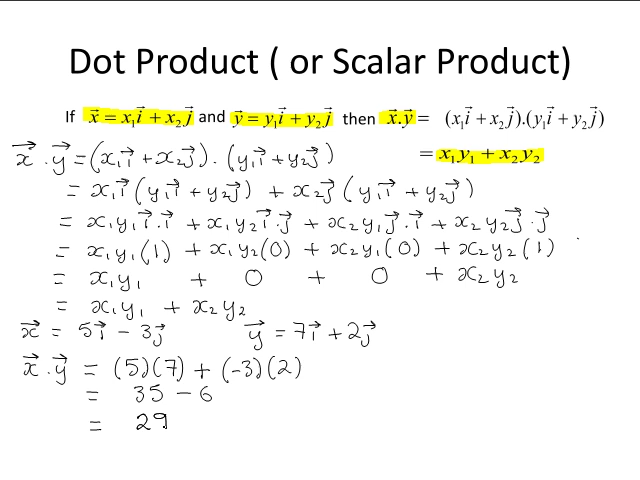 Dot Product ( or Scalar Product)
If x⃗ = x₁i⃗ + x₂j⃗ and y⃗ = y₁i⃗ + y₂j⃗ then x⃗.y⃗ = (x₁i⃗ + x₂j⃗).(y₁i⃗ + y₂j⃗)
= x₁y₁ + x₂y₂
x⃗ . y⃗ = (x₁i⃗ + x₂j⃗) . (y₁i⃗ + y₂j⃗)
= x₁i⃗ (y₁i⃗ + y₂j⃗) + x₂j⃗ (y₁i⃗ + y₂j⃗)
= x₁y₁i⃗.i⃗ + x₁y₂i⃗.j⃗ + x₂y₁j⃗.i⃗ + x₂y₂j⃗.j⃗
= x₁y₁(1) + x₁y₂(0) + x₂y₁(0) + x₂y₂(1)
= x₁y₁ + 0 + 0 + x₂y₂
= x₁y₁ + x₂y₂
x⃗ = 5i⃗ - 3j⃗ y⃗ = 7i⃗ + 2j⃗
x⃗ . y⃗ = (5)(7) + (-3)(2)
= 35 - 6
= 29